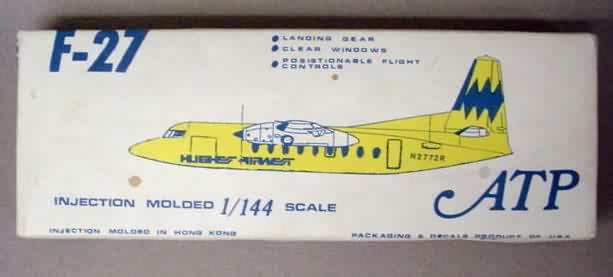 F-27
• LANDING GEAR
• CLEAR WINDOWS
• POSISTIONABLE FLIGHT
CONTROLS
HUGHES AIRWEST
N2772R
INJECTION MOLDED 1/144 SCALE
ATP
INJECTION MOLDED IN HONG KONG
PACKAGING & DECALS PRODUCT OF U.S.A.